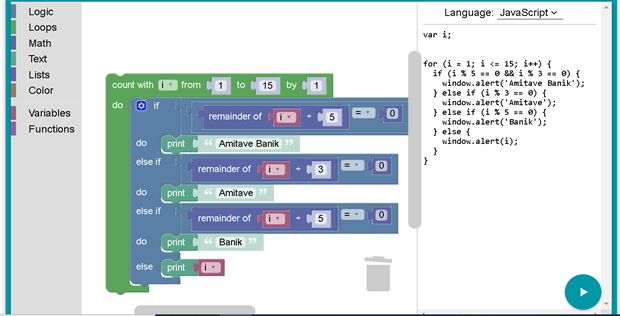 Logic
Loops
Math
Text
Lists
Color
Variables
Functions
count with i from 1 to 15 by 1
do if remainder of i ÷ 5 = 0
do print “ Amitave Banik ”
else if remainder of i ÷ 3 = 0
do print “ Amitave ”
else if remainder of i ÷ 5 = 0
do print “ Banik ”
else print i
Language: JavaScript
var i;
for (i = 1; i <= 15; i++) {
if (i % 5 == 0 && i % 3 == 0) {
window.alert('Amitave Banik');
} else if (i % 3 == 0) {
window.alert('Amitave');
} else if (i % 5 == 0) {
window.alert('Banik');
} else {
window.alert(i);
}
}